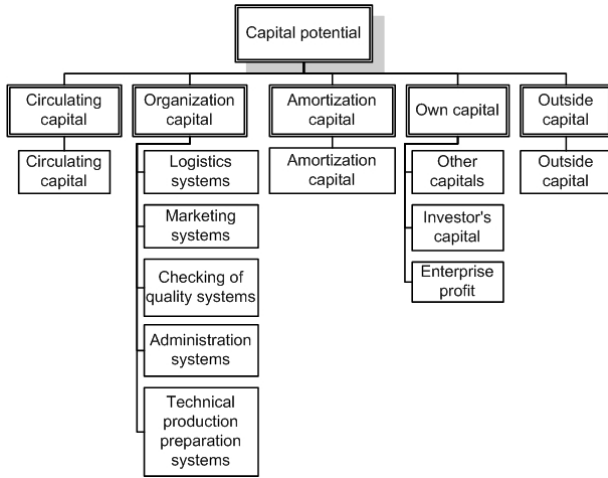 Capital potential
Circulating
capital
Organization
capital
Amortization
capital
Own capital
Outside
capital
Circulating
capital
Logistics
systems
Marketing
systems
Checking of
quality systems
Administration
systems
Technical
production
preparation
systems
Amortization
capital
Other
capitals
Investor's
capital
Enterprise
profit
Outside
capital